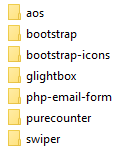 aos
bootstrap
bootstrap-icons
glightbox
php-email-form
purecounter
swiper